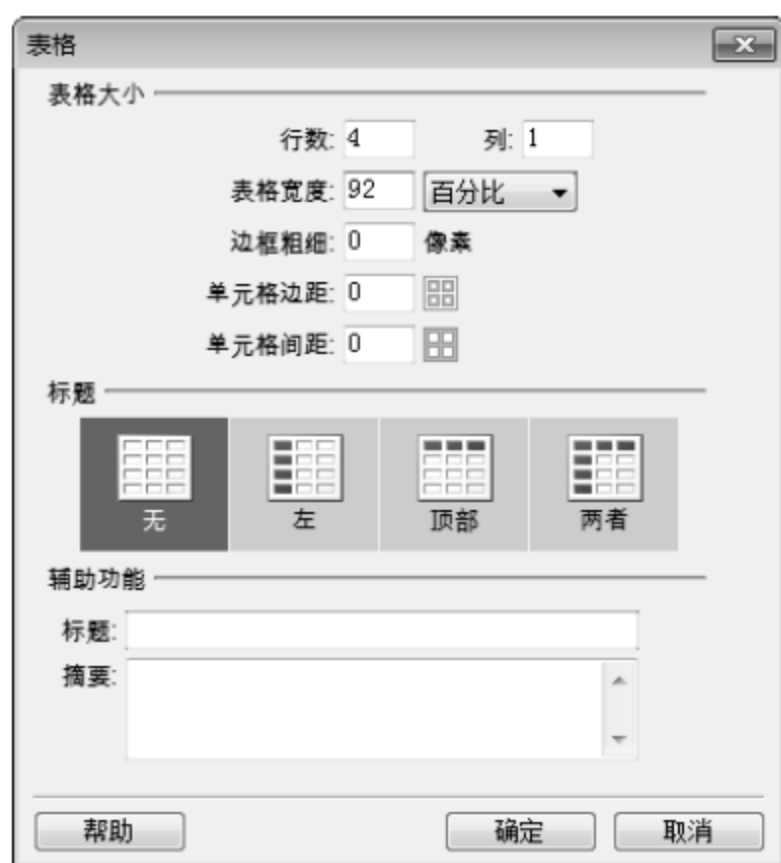 表格
表格大小
行数: 4 列: 1
表格宽度: 92 百分比
边框粗细: 0 像素
单元格边距: 0
单元格间距: 0
标题
无 左 顶部 两者
辅助功能
标题:
摘要:
帮助 确定 取消